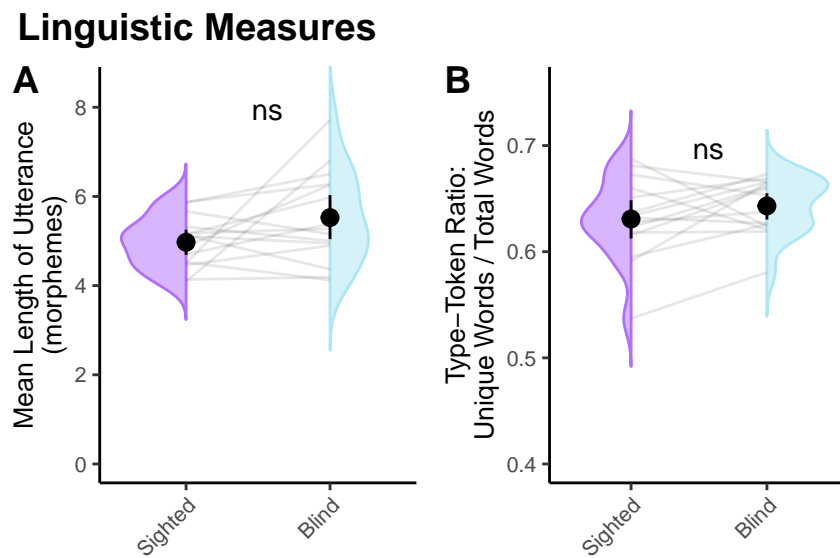 Linguistic Measures
A
Mean Length of Utterance
(morphemes)
8
6
4
2
0
ns
Sighted
Blind
B
Type−Token Ratio:
Unique Words / Total Words
0.7
0.6
0.5
0.4
ns
Sighted
Blind